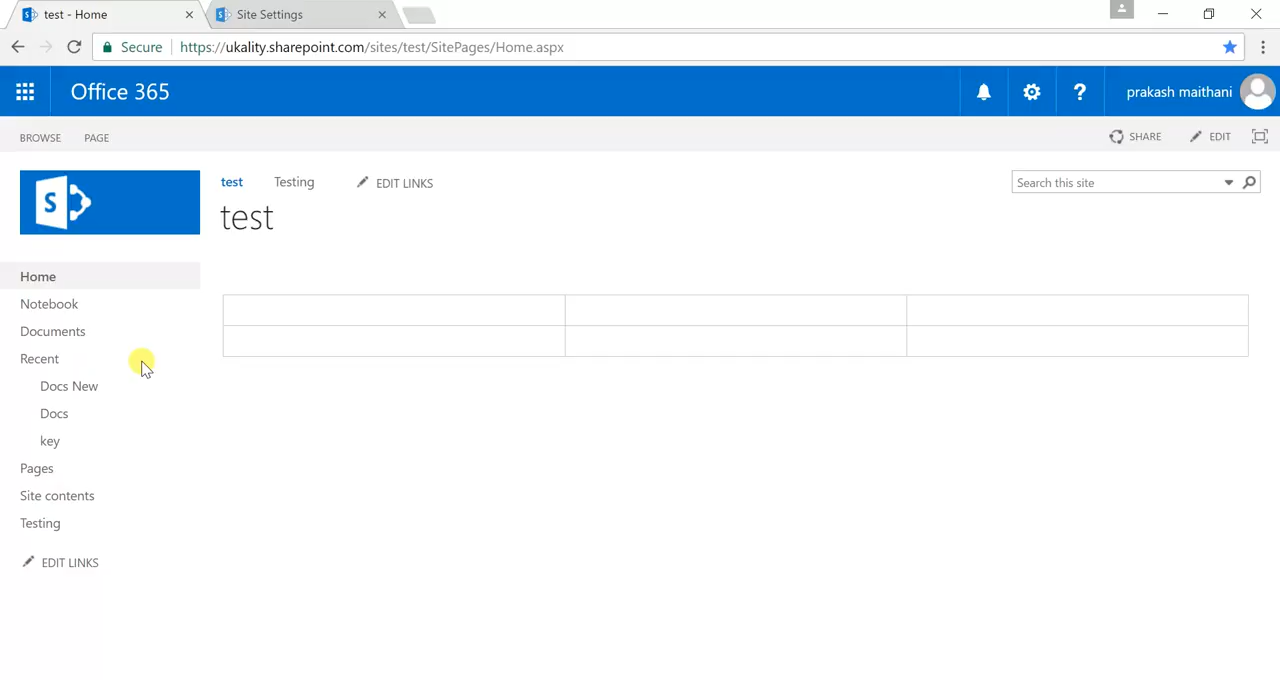 test - Home
Site Settings
Secure https://ukality.sharepoint.com/sites/test/SitePages/Home.aspx
Office 365
? prakash maithani
BROWSE PAGE SHARE EDIT
S test Testing EDIT LINKS Search this site
test
Home
Notebook
Documents
Recent
Docs New
Docs
key
Pages
Site contents
Testing
EDIT LINKS